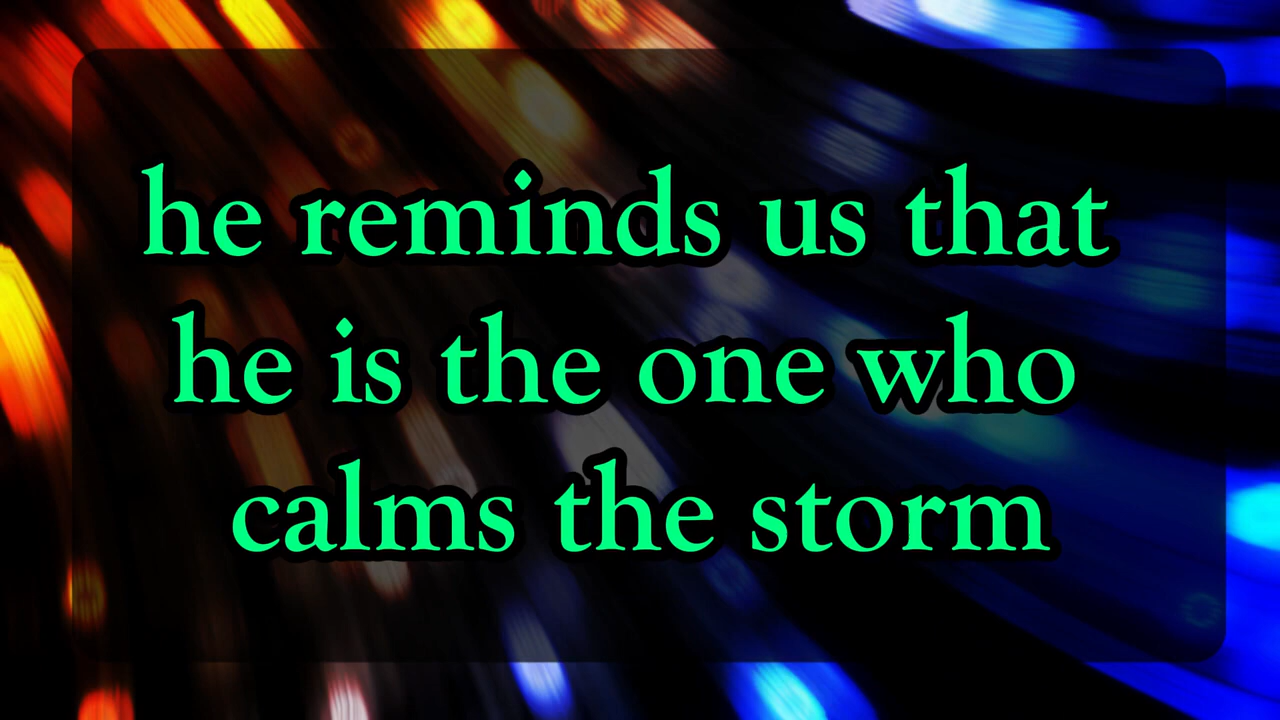 he reminds us that
he is the one who
calms the storm